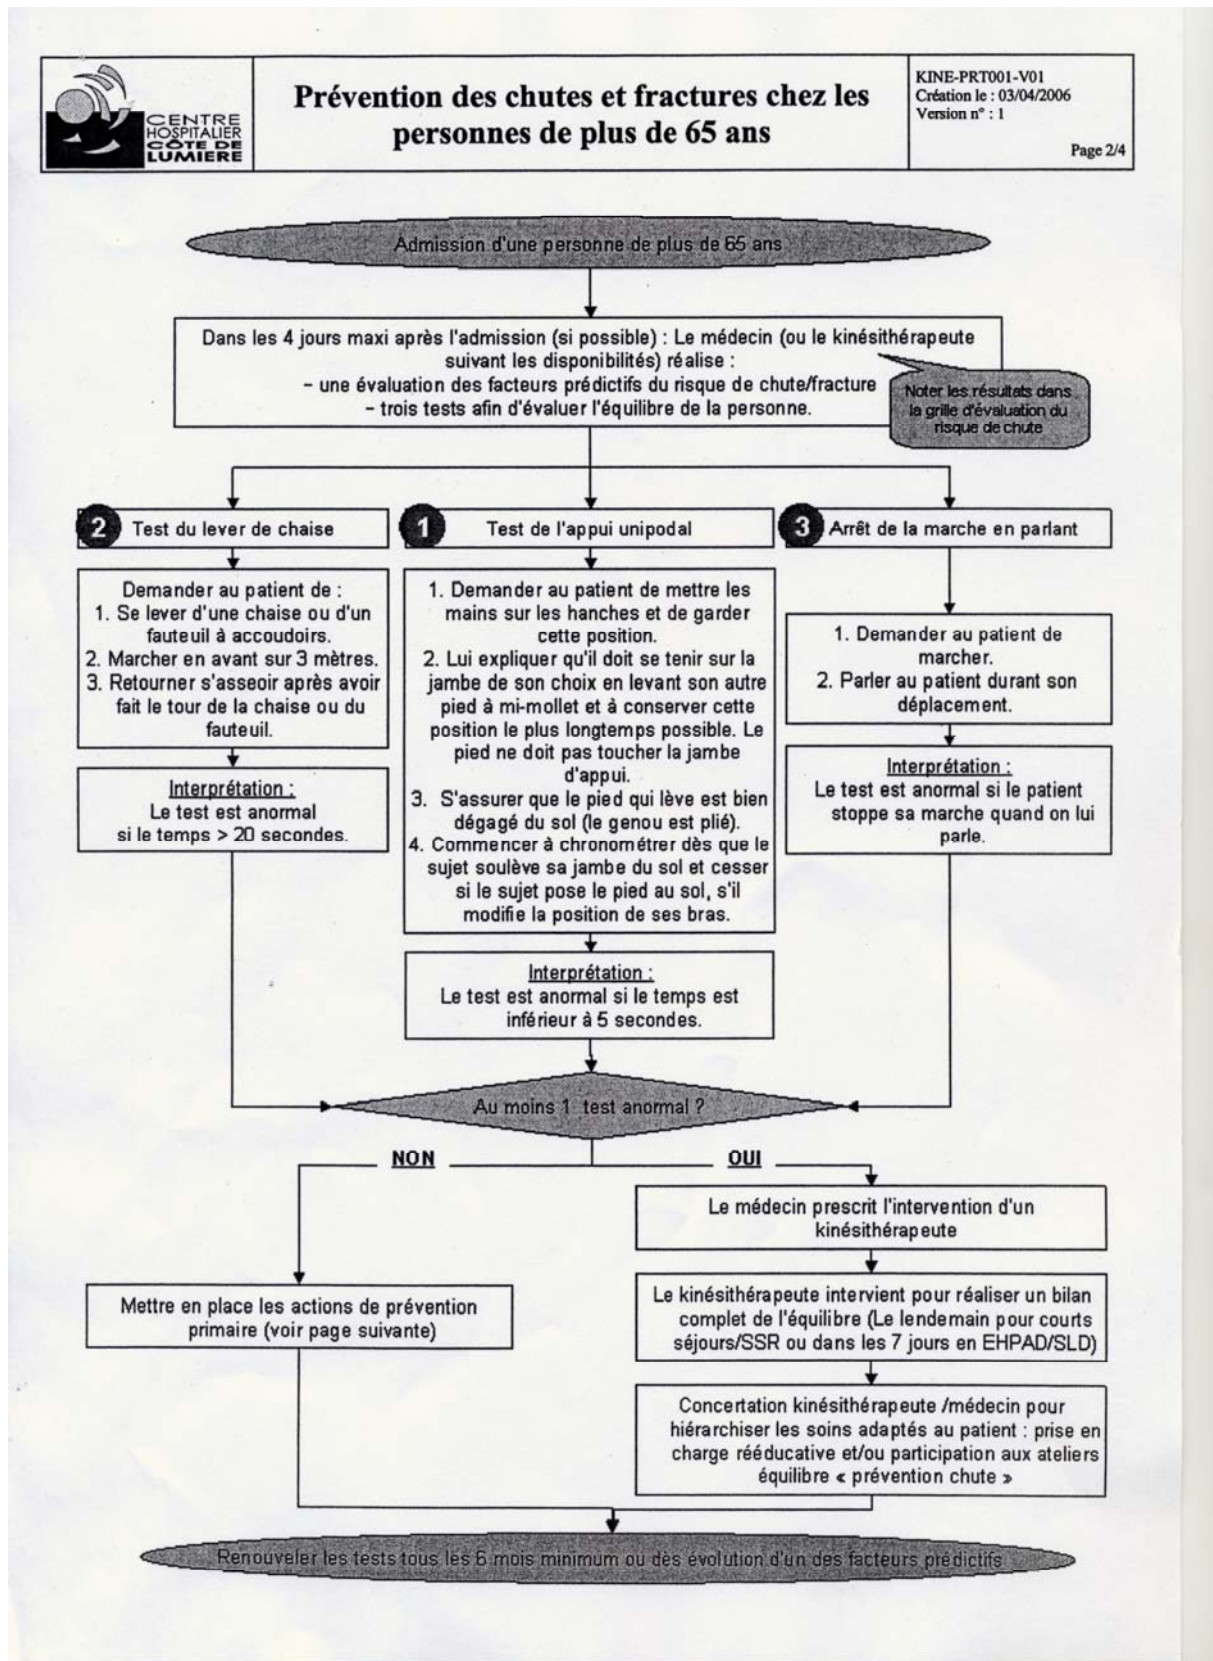 CENTRE
HOSPITALIER
CÔTE DE
LUMIERE
Prévention des chutes et fractures chez les
personnes de plus de 65 ans
KINE-PRT001-V01
Création le : 03/04/2006
Version n° : 1
Page 2/4
Admission d'une personne de plus de 65 ans
Dans les 4 jours maxi après l'admission (si possible) : Le médecin (ou le kinésithérapeute
suivant les disponibilités) réalise :
- une évaluation des facteurs prédictifs du risque de chute/fracture
- trois tests afin d'évaluer l'équilibre de la personne.
Noter les résultats dans
la grille d'évaluation du
risque de chute
2 Test du lever de chaise
Demander au patient de :
1. Se lever d'une chaise ou d'un
fauteuil à accoudoirs.
2. Marcher en avant sur 3 mètres.
3. Retourner s'asseoir après avoir
fait le tour de la chaise ou du
fauteuil.
Interprétation :
Le test est anormal
si le temps > 20 secondes.
1 Test de l'appui unipodal
1. Demander au patient de mettre les
mains sur les hanches et de garder
cette position.
2. Lui expliquer qu'il doit se tenir sur la
jambe de son choix en levant son autre
pied à mi-mollet et à conserver cette
position le plus longtemps possible. Le
pied ne doit pas toucher la jambe
d'appui.
3. S'assurer que le pied qui lève est bien
dégagé du sol (le genou est plié).
4. Commencer à chronométrer dès que le
sujet soulève sa jambe du sol et cesser
si le sujet pose le pied au sol, s'il
modifie la position de ses bras.
Interprétation :
Le test est anormal si le temps est
inférieur à 5 secondes.
3 Arrêt de la marche en parlant
1. Demander au patient de
marcher.
2. Parler au patient durant son
déplacement.
Interprétation :
Le test est anormal si le patient
stoppe sa marche quand on lui
parle.
Au moins 1 test anormal ?
NON
OUI
Mettre en place les actions de prévention
primaire (voir page suivante)
Le médecin prescrit l'intervention d'un
kinésithérapeute
Le kinésithérapeute intervient pour réaliser un bilan
complet de l'équilibre (Le lendemain pour courts
séjours/SSR ou dans les 7 jours en EHPAD/SLD)
Concertation kinésithérapeute /médecin pour
hiérarchiser les soins adaptés au patient : prise en
charge rééducative et/ou participation aux ateliers
équilibre « prévention chute »
Renouveler les tests tous les 6 mois minimum ou dès évolution d'un des facteurs prédictifs